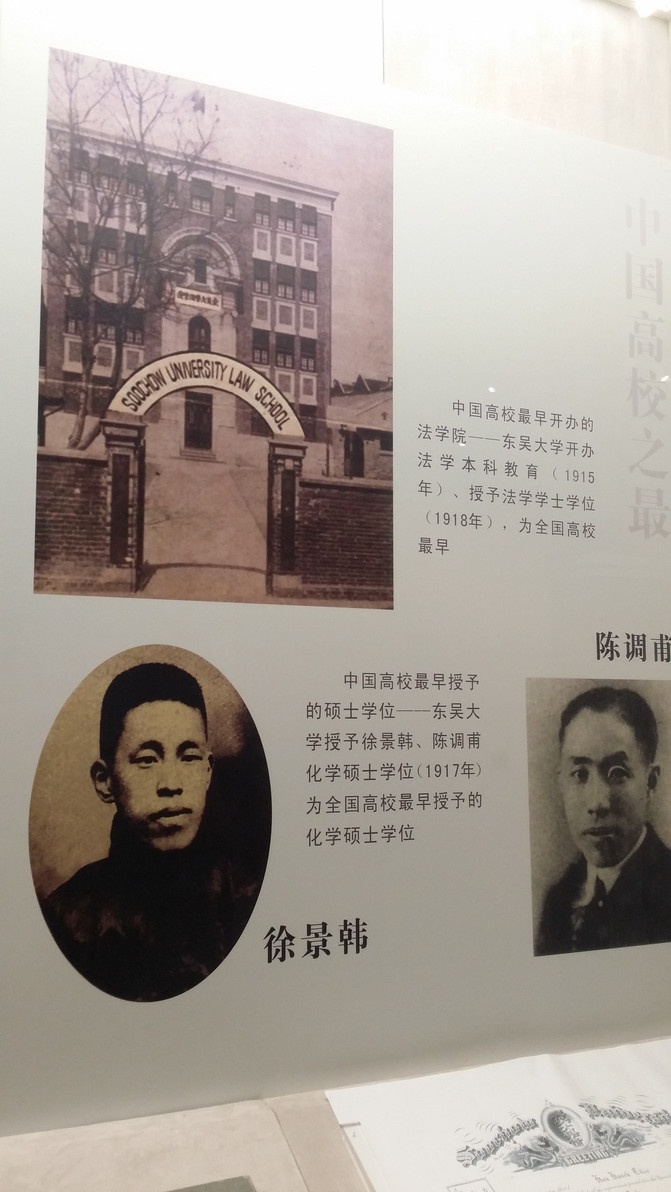 SOOCHOW UNIVERSITY LAW SCHOOL
中国高校之最
中国高校最早开办的
法学院——东吴大学开办
法学本科教育（1915
年）、授予法学学士学位
（1918年），为全国高校
最早
陈调甫
中国高校最早授予
的硕士学位——东吴大
学授予徐景韩、陈调甫
化学硕士学位(1917年)
为全国高校最早授予的
化学硕士学位
徐景韩
GREETING